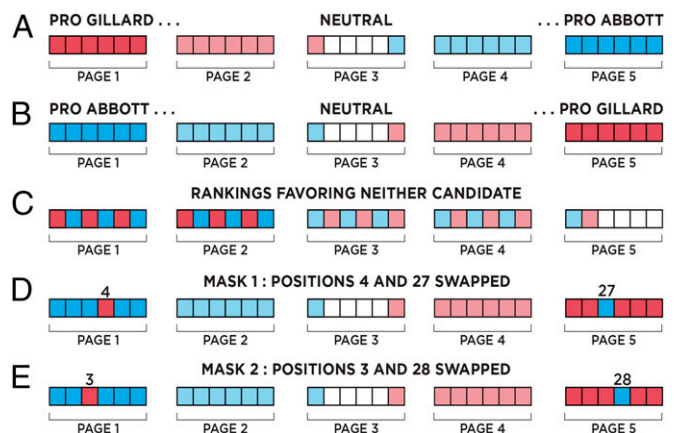 A PRO GILLARD ... NEUTRAL ... PRO ABBOTT
PAGE 1 PAGE 2 PAGE 3 PAGE 4 PAGE 5
B PRO ABBOTT ... NEUTRAL ... PRO GILLARD
PAGE 1 PAGE 2 PAGE 3 PAGE 4 PAGE 5
C RANKINGS FAVORING NEITHER CANDIDATE
PAGE 1 PAGE 2 PAGE 3 PAGE 4 PAGE 5
D MASK 1 : POSITIONS 4 AND 27 SWAPPED
4 27
PAGE 1 PAGE 2 PAGE 3 PAGE 4 PAGE 5
E MASK 2 : POSITIONS 3 AND 28 SWAPPED
3 28
PAGE 1 PAGE 2 PAGE 3 PAGE 4 PAGE 5